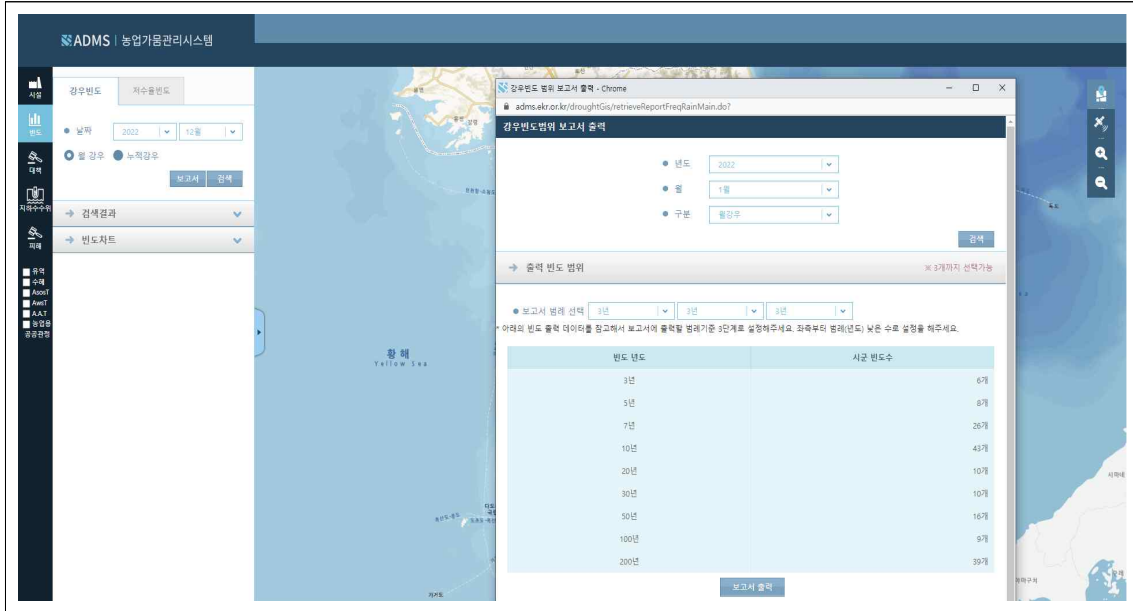 ADMS | 농업가뭄관리시스템
시설
빈도
대책
지하수수위
피해
유역
수혜
AsosT
AwsT
A.A.T
농업용
공공관정
강우빈도
저수율빈도
날짜 2022 12월
월 강우 누적강우
보고서 검색
검색결과
빈도차트
황 해
Yellow Sea
강우빈도 범위 보고서 출력 - Chrome
adms.ekr.or.kr/droughtGis/retrieveReportFreqRainMain.do?
강우빈도범위 보고서 출력
년도 2022
월 1월
구분 월강우
검색
출력 빈도 범위 ※ 3개까지 선택가능
보고서 범례 선택 3년 3년 3년
* 아래의 빈도 출력 데이터를 참고해서 보고서에 출력할 범례기준 3단계로 설정해주세요. 좌측부터 범례(년도) 낮은 수로 설정을 해주세요.
빈도 년도 시군 빈도수
3년 6개
5년 8개
7년 26개
10년 43개
20년 10개
30년 10개
50년 16개
100년 9개
200년 39개
보고서 출력